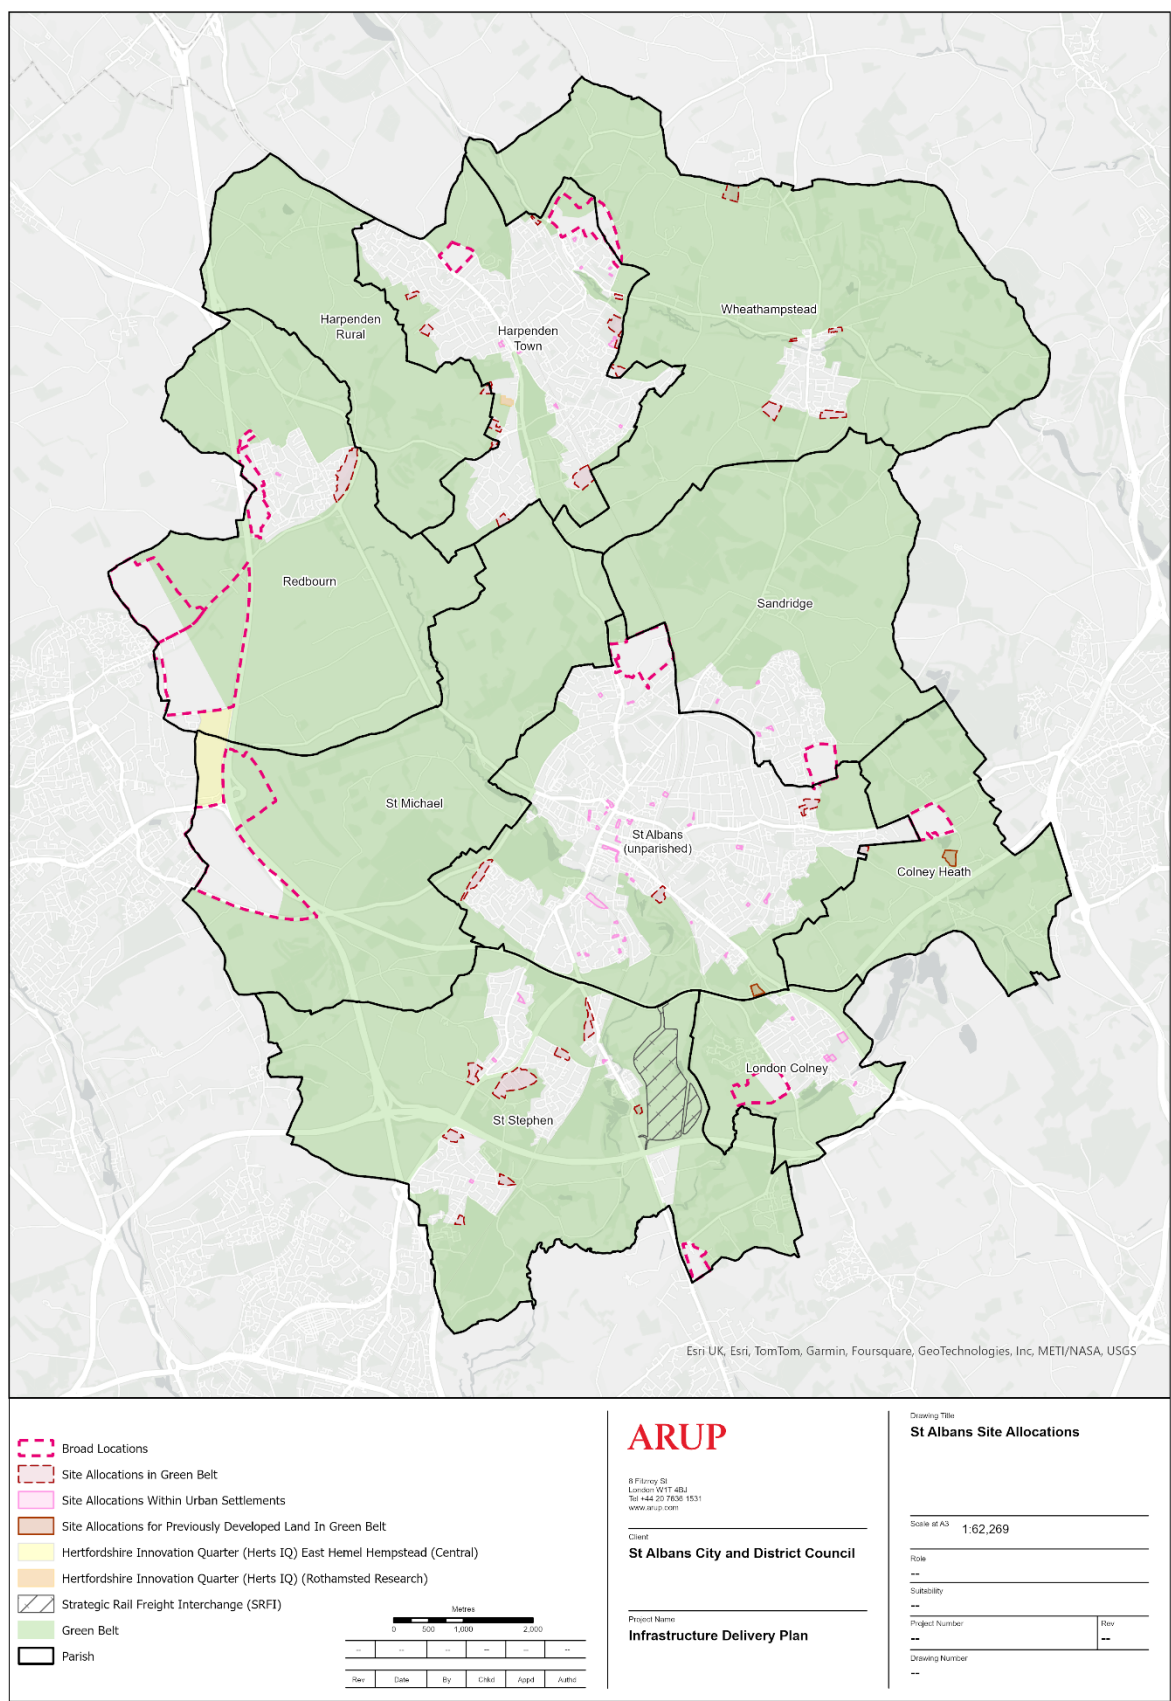 Harpenden
Rural
Harpenden
Town
Wheathampstead
Redbourn
Sandridge
St Michael
St Albans
(unparished)
Colney Heath
London Colney
St Stephen
Esri UK, Esri, TomTom, Garmin, Foursquare, GeoTechnologies, Inc, METI/NASA, USGS
Broad Locations
Site Allocations in Green Belt
Site Allocations Within Urban Settlements
Site Allocations for Previously Developed Land In Green Belt
Hertfordshire Innovation Quarter (Herts IQ) East Hemel Hempstead (Central)
Hertfordshire Innovation Quarter (Herts IQ) (Rothamsted Research)
Strategic Rail Freight Interchange (SRFI)
Green Belt
Parish
Metres
0 500 1,000 2,000
-- -- -- -- -- --
Rev Date By Chkd Appd Authd
ARUP
8 Fitzroy St
London W1T 4BJ
Tel +44 20 7636 1531
www.arup.com
Client
St Albans City and District Council
Project Name
Infrastructure Delivery Plan
Drawing Title
St Albans Site Allocations
Scale at A3 1:62,269
Role
--
Suitability
--
Project Number Rev
-- --
Drawing Number
--